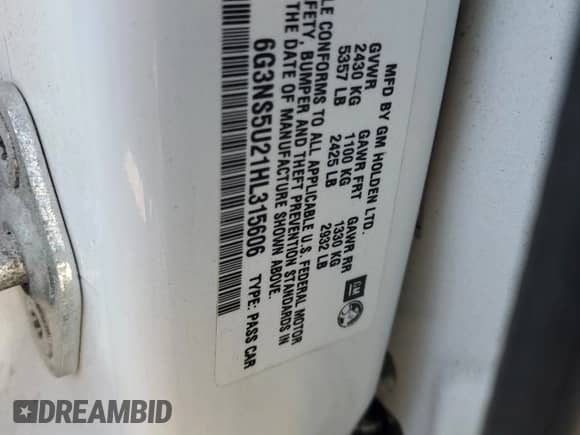 MFD BY GM HOLDEN LTD.
GVWR GAWR FRT GAWR RR
2430 KG 1100 KG 1330 KG
5357 LB 2425 LB 2932 LB
LE CONFORMS TO ALL APPLICABLE U.S. FEDERAL MOTOR
FETY, BUMPER AND THEFT PREVENTION STANDARDS IN
THE DATE OF MANUFACTURE SHOWN ABOVE.
6G3NS5U21HL315606 TYPE: PASS CAR
GM
DREAMBID